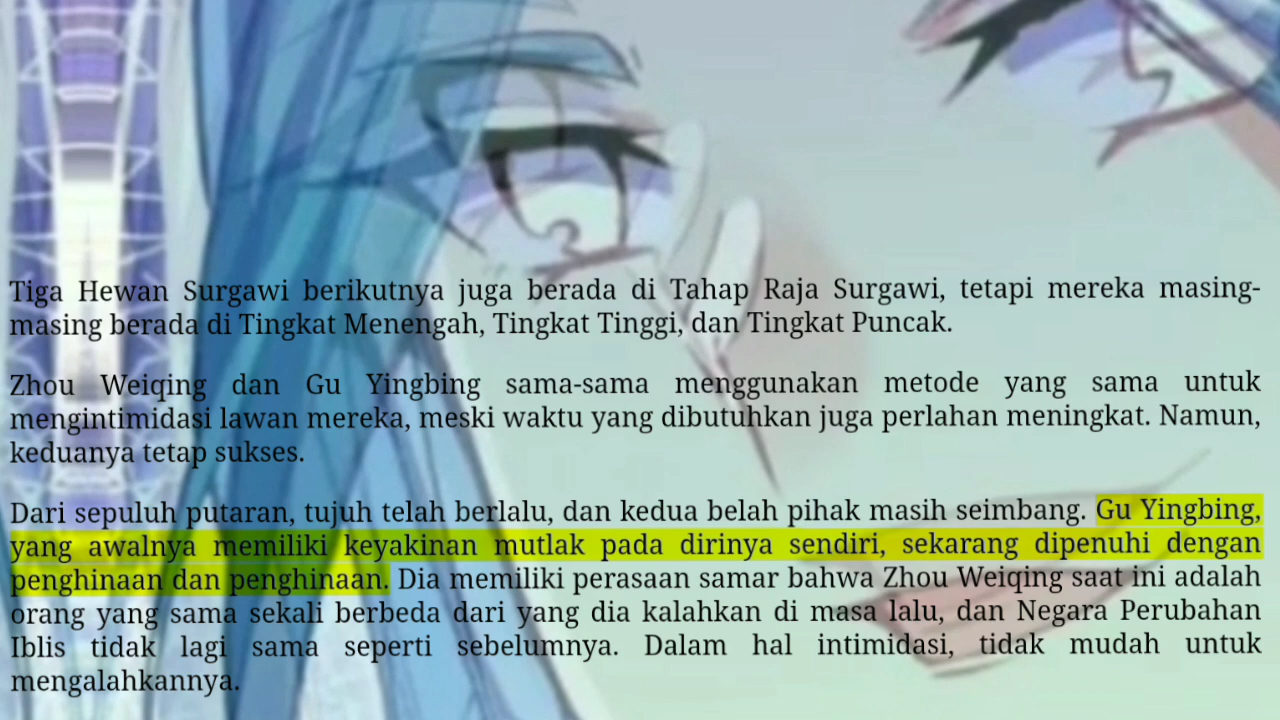 Tiga Hewan Surgawi berikutnya juga berada di Tahap Raja Surgawi, tetapi mereka masing-
masing berada di Tingkat Menengah, Tingkat Tinggi, dan Tingkat Puncak.
Zhou Weiqing dan Gu Yingbing sama-sama menggunakan metode yang sama untuk
mengintimidasi lawan mereka, meski waktu yang dibutuhkan juga perlahan meningkat. Namun,
keduanya tetap sukses.
Dari sepuluh putaran, tujuh telah berlalu, dan kedua belah pihak masih seimbang. Gu Yingbing,
yang awalnya memiliki keyakinan mutlak pada dirinya sendiri, sekarang dipenuhi dengan
penghinaan dan penghinaan. Dia memiliki perasaan samar bahwa Zhou Weiqing saat ini adalah
orang yang sama sekali berbeda dari yang dia kalahkan di masa lalu, dan Negara Perubahan
Iblis tidak lagi sama seperti sebelumnya. Dalam hal intimidasi, tidak mudah untuk
mengalahkannya.